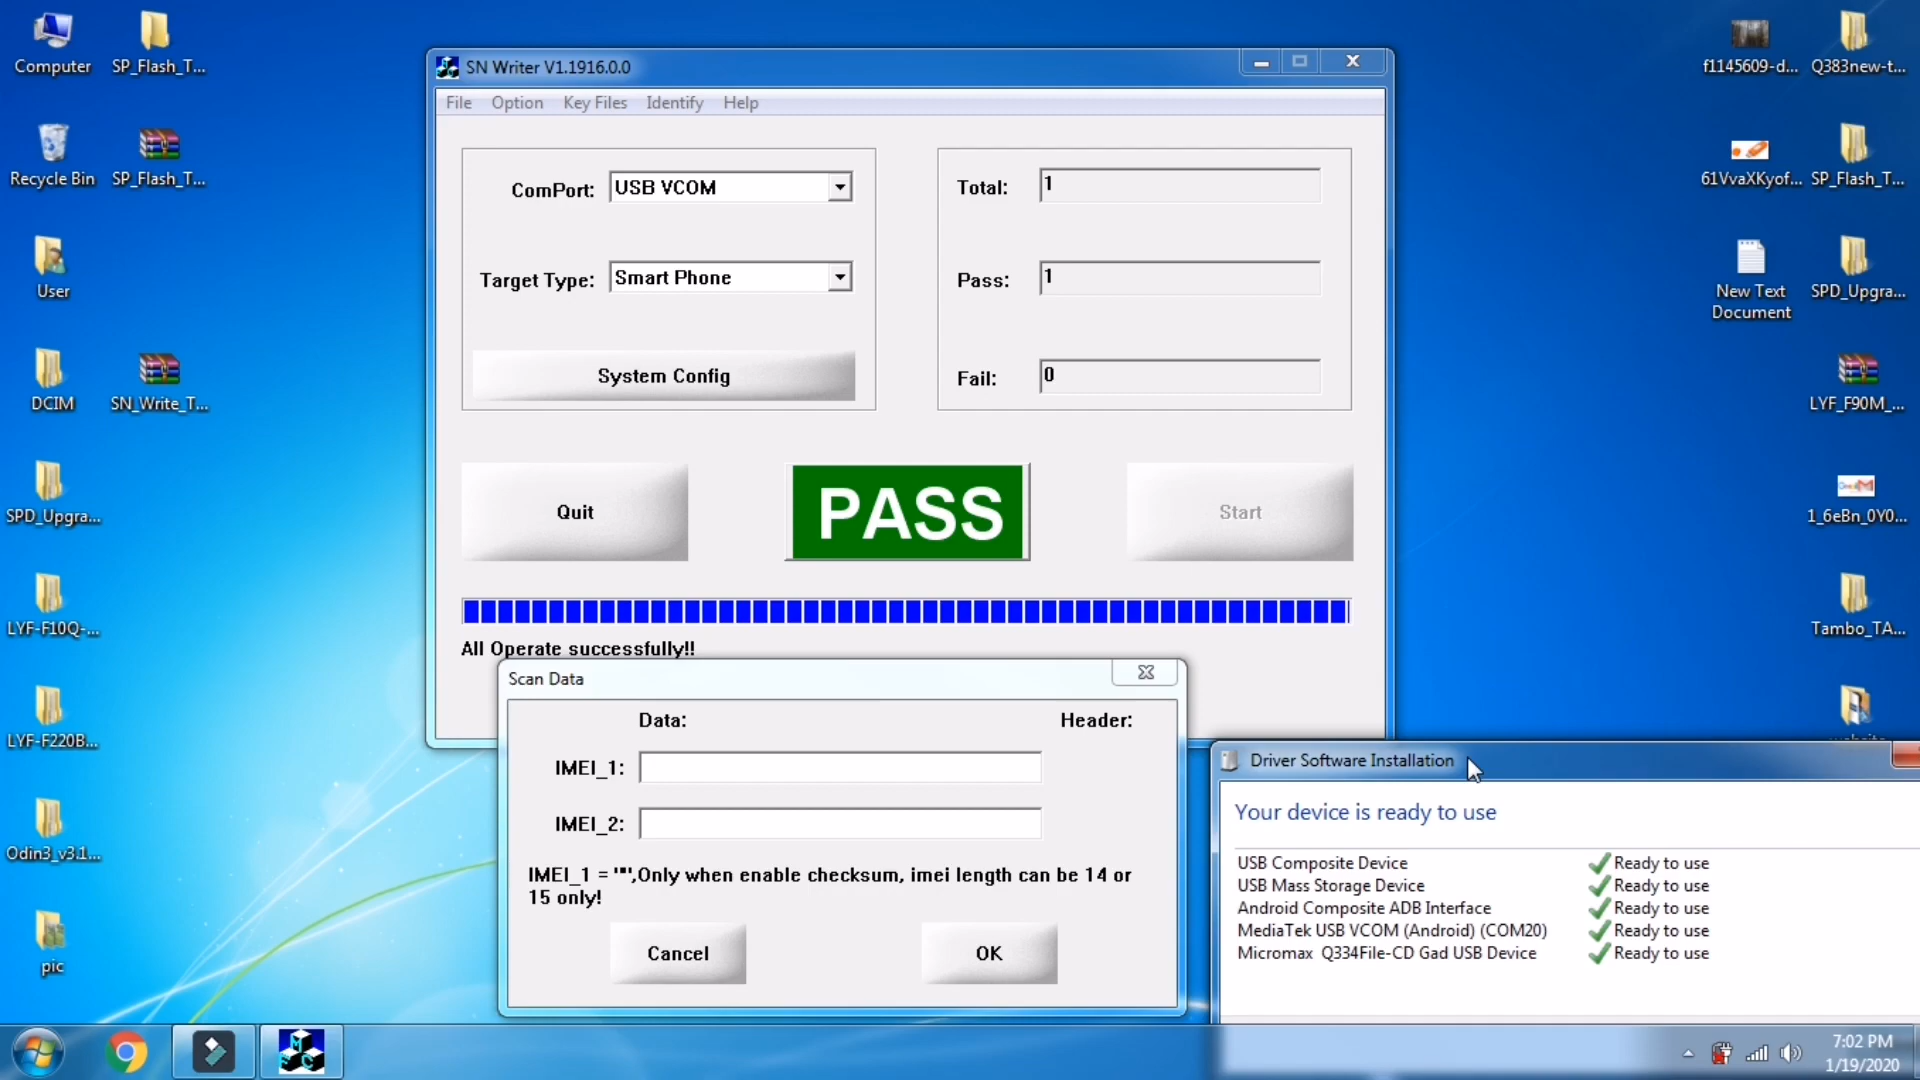 Computer
SP_Flash_T...
Recycle Bin
SP_Flash_T...
User
DCIM
SN_Write_T...
SPD_Upgra...
LYF-F10Q-...
LYF-F220B...
Odin3_v3.1...
pic
SN Writer V1.1916.0.0
File Option Key Files Identify Help
ComPort: USB VCOM
Target Type: Smart Phone
System Config
Total: 1
Pass: 1
Fail: 0
Quit
PASS
Start
All Operate successfully!!
Scan Data
Data: Header:
IMEI_1:
IMEI_2:
IMEI_1 = "",Only when enable checksum, imei length can be 14 or
15 only!
Cancel
OK
f1145609-d...
Q383new-t...
61VvaXKyof...
SP_Flash_T...
New Text
Document
SPD_Upgra...
LYF_F90M_...
1_6eBn_0Y0...
Tambo_TA...
Driver Software Installation
Your device is ready to use
USB Composite Device Ready to use
USB Mass Storage Device Ready to use
Android Composite ADB Interface Ready to use
MediaTek USB VCOM (Android) (COM20) Ready to use
Micromax Q334File-CD Gad USB Device Ready to use
7:02 PM
1/19/2020